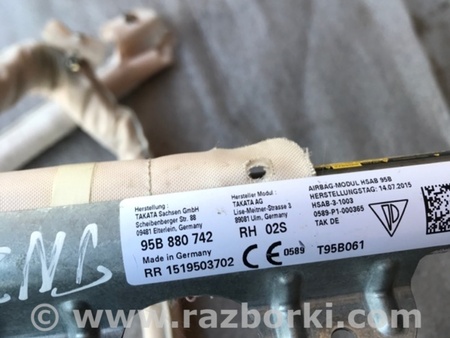 Hersteller :
TAKATA Sachsen GmbH
Scheibenberger Str. 88
09481 Elterlein, Germany
95B 880 742
Made in Germany
RR 1519503702
Hersteller Modul :
TAKATA AG
Lise-Meitner-Strasse 3
89081 Ulm, Germany
RH 02S
CE 0589
AIRBAG-MODUL HSAB 95B
HERSTELLUNGSTAG: 14.07.2015
HSAB-3-1003
0589-P1-000365
TAK DE
T95B061
www.razborki.com